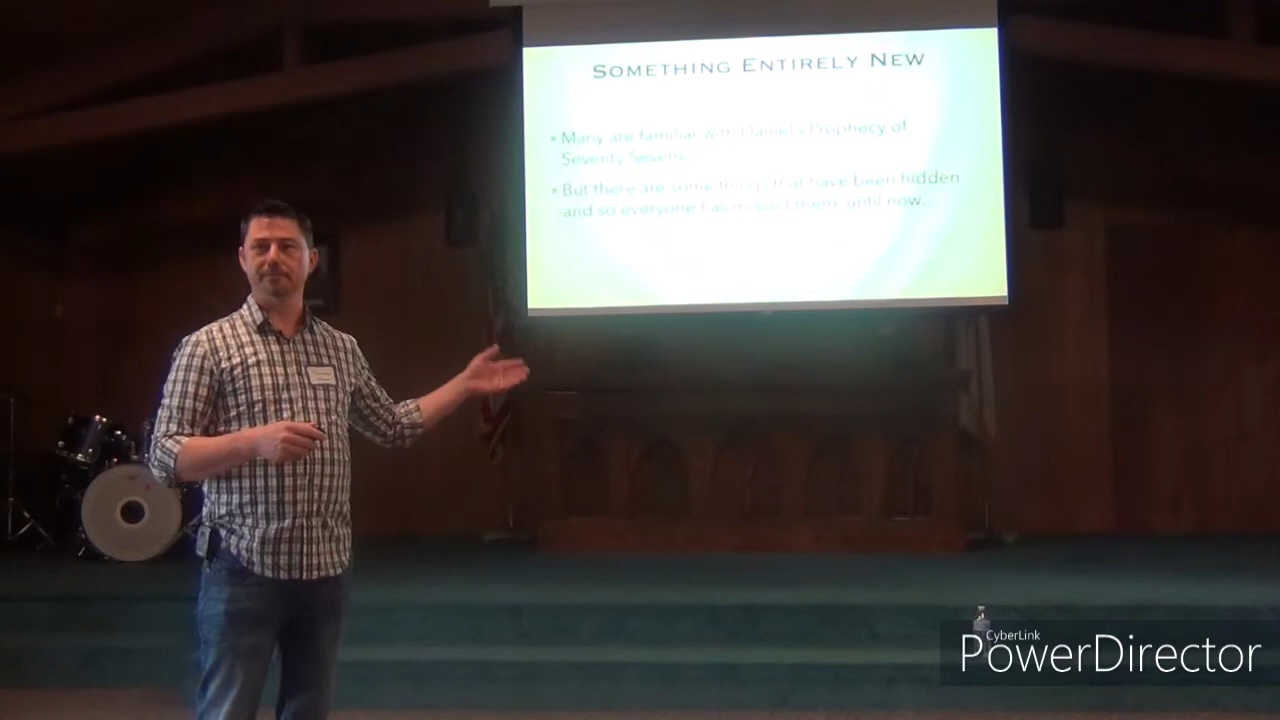 SOMETHING ENTIRELY NEW
• Many are familiar with Daniel's Prophecy of
Seventy Sevens
• But there are some things that have been hidden
and so everyone has missed them, until now...
CyberLink
PowerDirector